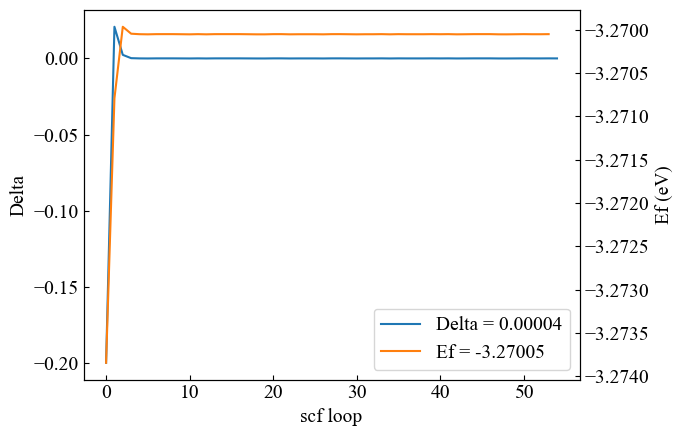 0.00
−0.05
−0.10
−0.15
−0.20
Delta
−3.2700
−3.2705
−3.2710
−3.2715
−3.2720
−3.2725
−3.2730
−3.2735
−3.2740
Ef (eV)
Delta = 0.00004
Ef = -3.27005
0 10 20 30 40 50
scf loop